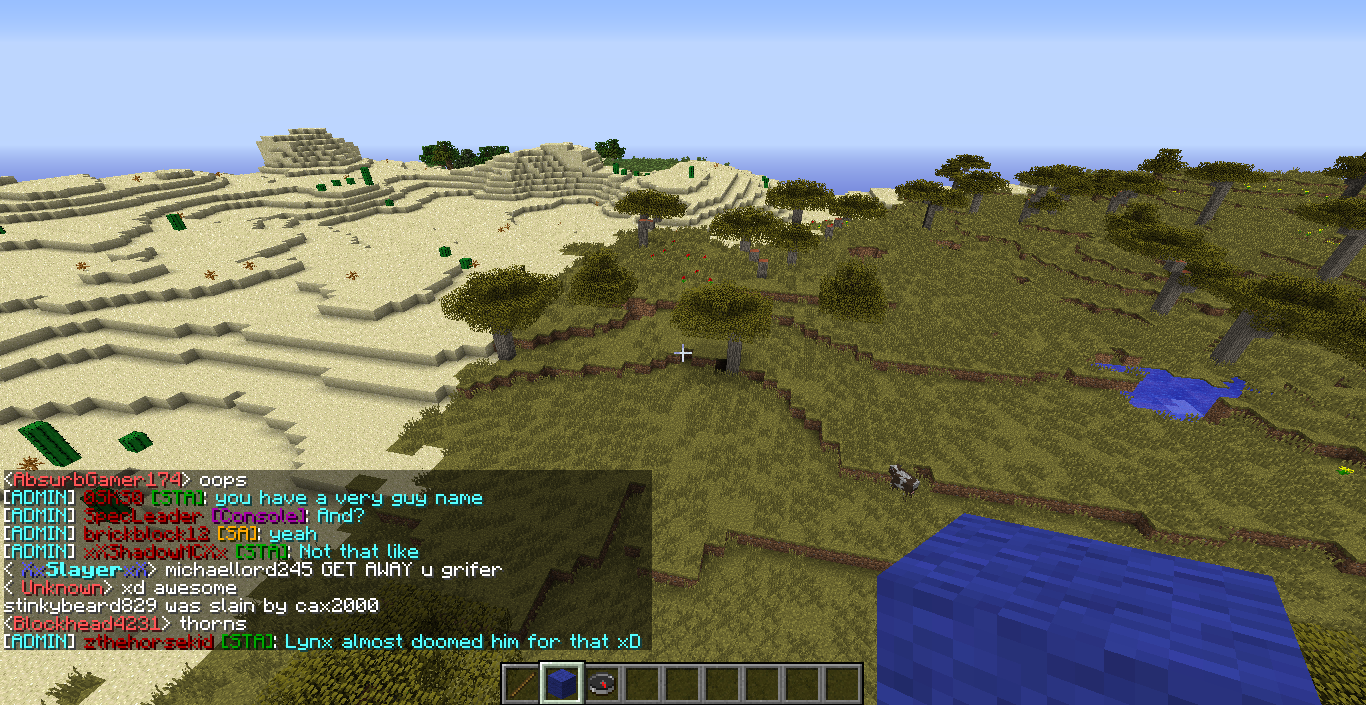 <AbsurbGamer174> oops
[ADMIN] 0SKS0 [STA]: you have a very guy name
[ADMIN] SpecLeader [Console]: And?
[ADMIN] brickblock12 [SA]: yeah
[ADMIN] xXShadowHCXx [STA]: Not that like
< XxSlayerxX> michaellord245 GET AWAY u grifer
< Unknown> xd awesome
stinkybeard829 was slain by cax2000
<Blockhead4231> thorns
[ADMIN] zthehorsekid [STA]: Lynx almost doomed him for that xD